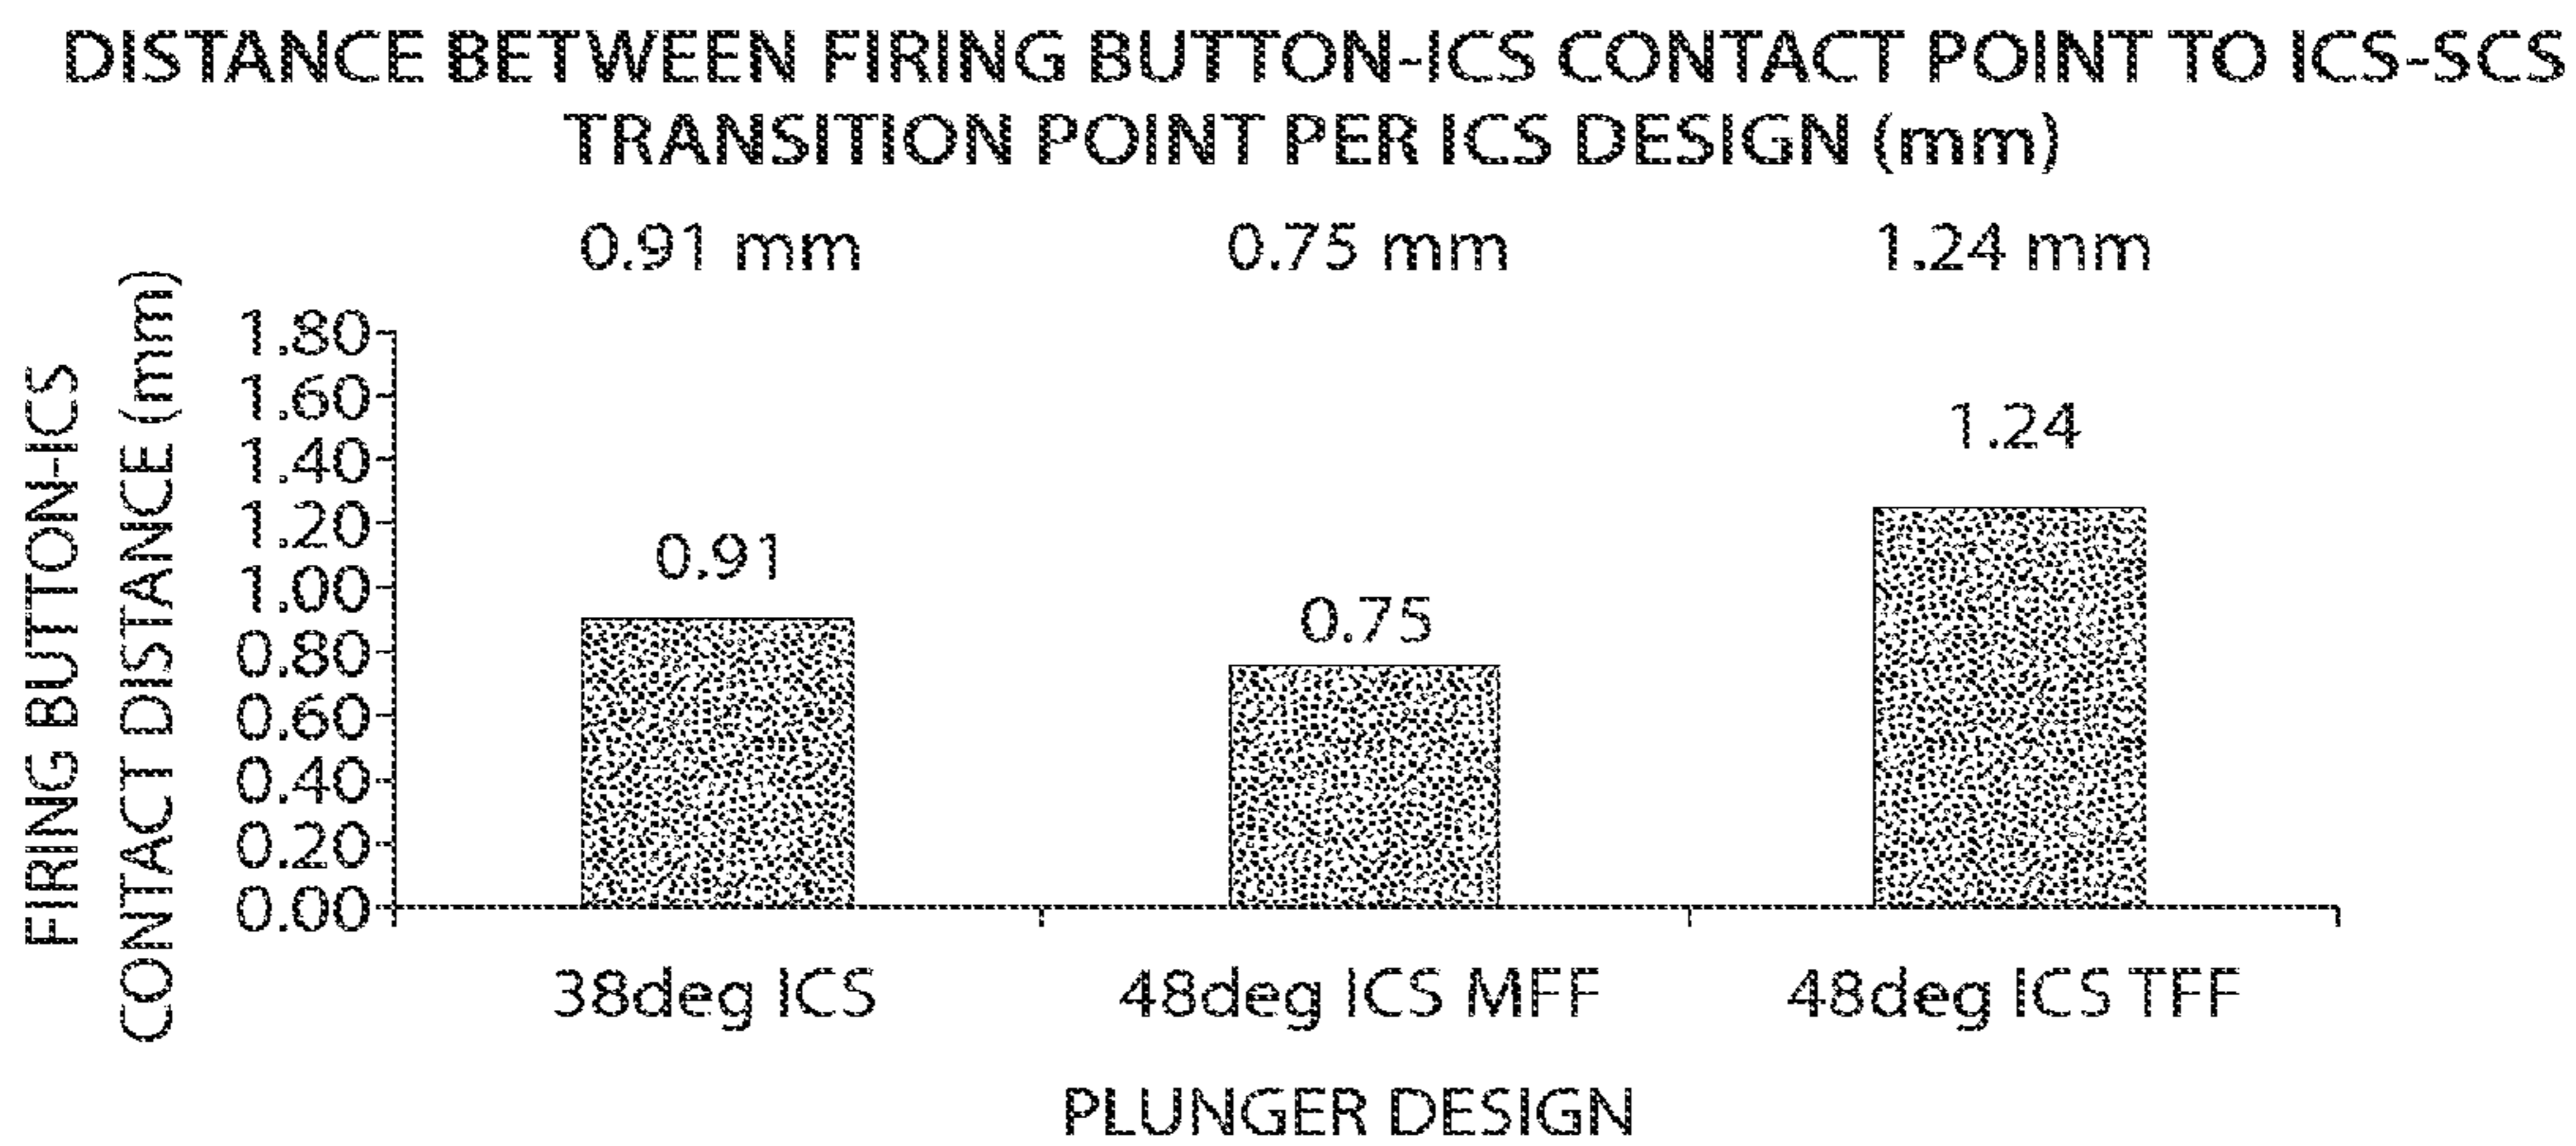 DISTANCE BETWEEN FIRING BUTTON-ICS CONTACT POINT TO ICS-SCS
TRANSITION POINT PER ICS DESIGN (mm)
0.91 mm 0.75 mm 1.24 mm
FIRING BUTTON-ICS
CONTACT DISTANCE (mm)
1.80
1.60
1.40
1.20
1.00
0.80
0.60
0.40
0.20
0.00
0.91
0.75
1.24
38deg ICS 48deg ICS MFF 48deg ICS TFF
PLUNGER DESIGN